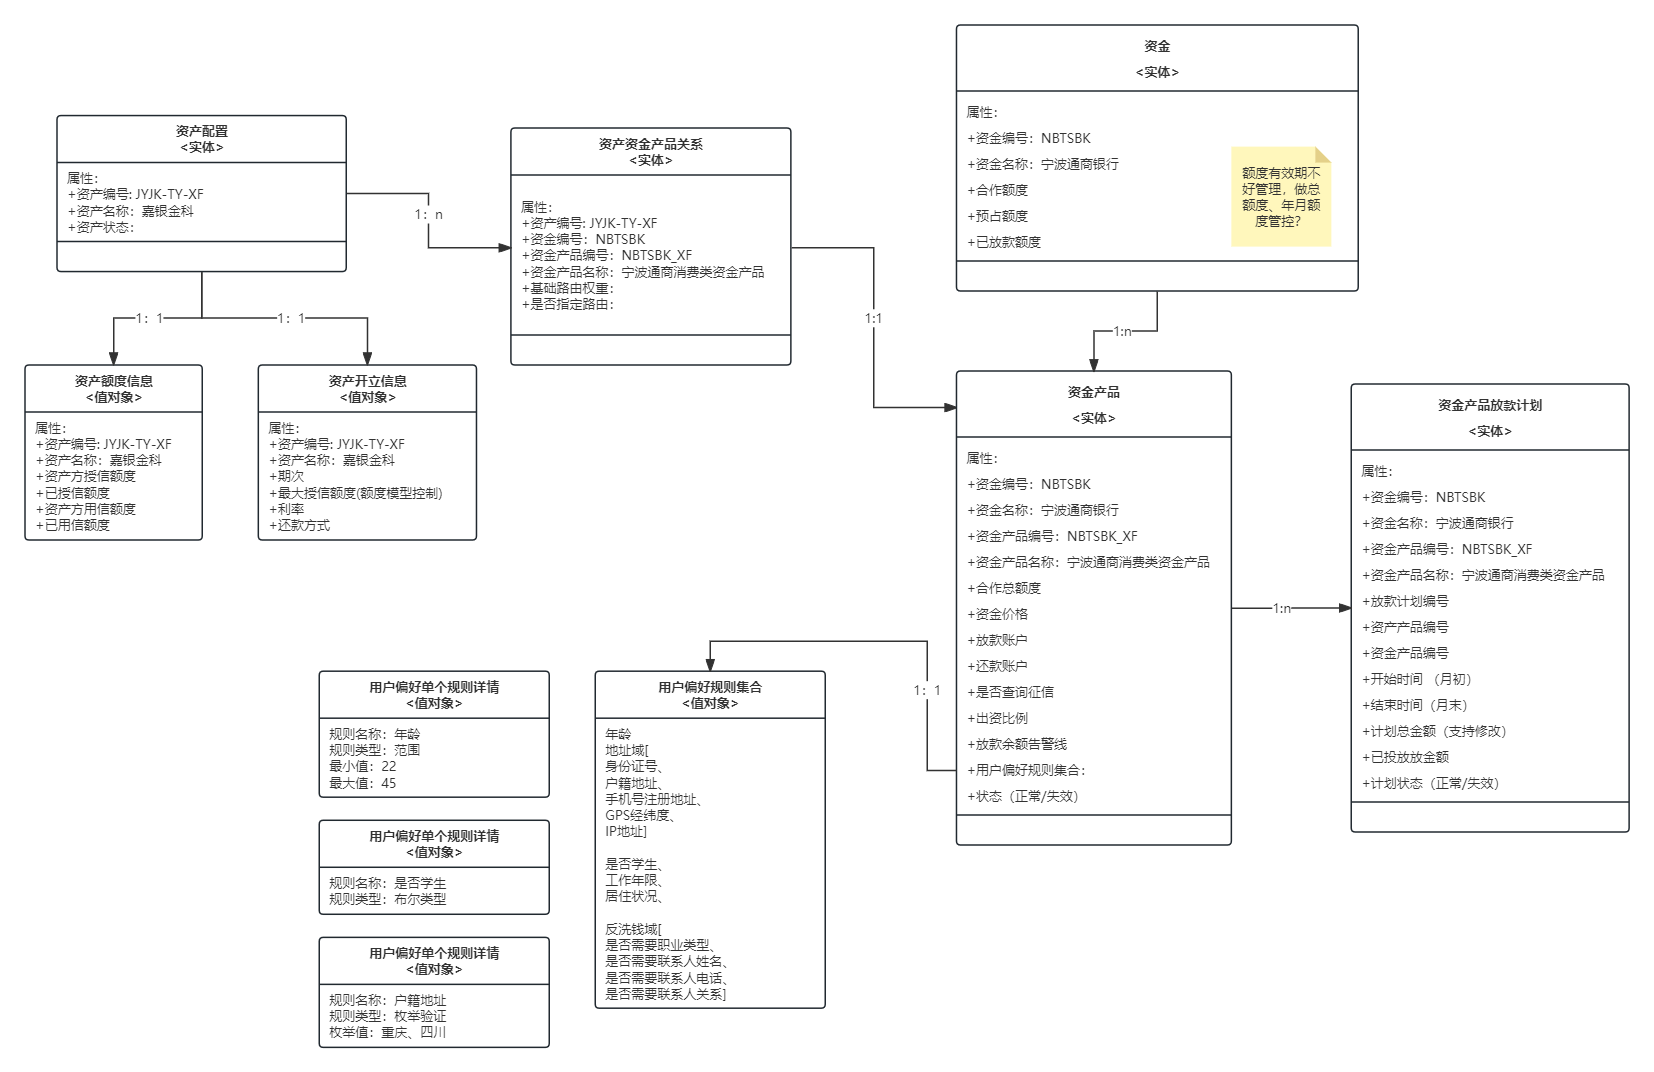 资产配置
<实体>
属性：
+资产编号: JYJK-TY-XF
+资产名称：嘉银金科
+资产状态：
1：n
1：1
1：1
资产额度信息
<值对象>
属性：
+资产编号: JYJK-TY-XF
+资产名称：嘉银金科
+资产方授信额度
+已授信额度
+资产方用信额度
+已用信额度
资产开立信息
<值对象>
属性：
+资产编号: JYJK-TY-XF
+资产名称：嘉银金科
+期次
+最大授信额度(额度模型控制)
+利率
+还款方式
资产资金产品关系
<实体>
属性：
+资产编号: JYJK-TY-XF
+资金编号：NBTSBK
+资金产品编号：NBTSBK_XF
+资金产品名称：宁波通商消费类资金产品
+基础路由权重：
+是否指定路由：
1:1
资金
<实体>
属性：
+资金编号：NBTSBK
+资金名称：宁波通商银行
+合作额度
+预占额度
+已放款额度
额度有效期不
好管理，做总
额度、年月额
度管控？
1:n
资金产品
<实体>
属性：
+资金编号：NBTSBK
+资金名称：宁波通商银行
+资金产品编号：NBTSBK_XF
+资金产品名称：宁波通商消费类资金产品
+合作总额度
+资金价格
+放款账户
+还款账户
+是否查询征信
+出资比例
+放款余额告警线
+用户偏好规则集合：
+状态（正常/失效）
1:n
资金产品放款计划
<实体>
属性：
+资金编号：NBTSBK
+资金名称：宁波通商银行
+资金产品编号：NBTSBK_XF
+资金产品名称：宁波通商消费类资金产品
+放款计划编号
+资产产品编号
+资金产品编号
+开始时间 （月初）
+结束时间（月末）
+计划总金额（支持修改）
+已投放放金额
+计划状态（正常/失效）
1：1
用户偏好单个规则详情
<值对象>
规则名称：年龄
规则类型：范围
最小值：22
最大值：45
用户偏好单个规则详情
<值对象>
规则名称：是否学生
规则类型：布尔类型
用户偏好单个规则详情
<值对象>
规则名称：户籍地址
规则类型：枚举验证
枚举值：重庆、四川
用户偏好规则集合
<值对象>
年龄
地址域[
身份证号、
户籍地址、
手机号注册地址、
GPS经纬度、
IP地址]
是否学生、
工作年限、
居住状况、
反洗钱域[
是否需要职业类型、
是否需要联系人姓名、
是否需要联系人电话、
是否需要联系人关系]